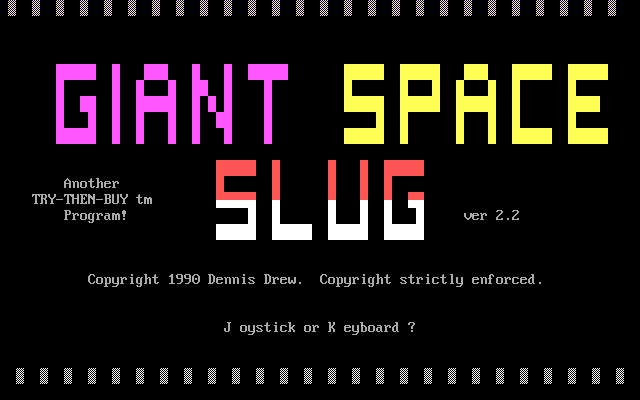 GIANT SPACE
SLUG
Another
TRY-THEN-BUY tm
Program!
ver 2.2
Copyright 1990 Dennis Drew.  Copyright strictly enforced.
J oystick or K eyboard ?